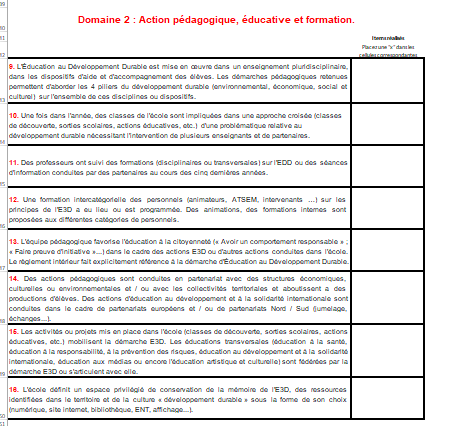 Domaine 2 : Action pédagogique, éducative et formation.
Items réalisés
Placez une "x" dans les
cellules correspondantes
9. L'Éducation au Développement Durable est mise en œuvre dans un enseignement pluridisciplinaire,
dans les dispositifs d'aide et d'accompagnement des élèves. Les démarches pédagogiques retenues
permettent d'aborder les 4 piliers du développement durable (environnemental, économique, social et
culturel) sur l'ensemble de ces disciplines ou dispositifs.
10. Une fois dans l'année, des classes de l'école sont impliquées dans une approche croisée (classes
de découverte, sorties scolaires, actions éducatives, etc.) d'une problématique relative au
développement durable nécessitant l'intervention de plusieurs enseignants et de partenaires.
11. Des professeurs ont suivi des formations (disciplinaires ou transversales) sur l'EDD ou des séances
d'information conduites par des partenaires au cours des cinq dernières années.
12. Une formation intercatégorielle des personnels (animateurs, ATSEM, intervenants ...) sur les
principes de l'E3D a eu lieu ou est programmée. Des animations, des formations internes sont
proposées aux différentes catégories de personnels.
13. L'équipe pédagogique favorise l'éducation à la citoyenneté (« Avoir un comportement responsable » ;
« Faire preuve d'initiative »...) dans le cadre des actions E3D ou d'autres actions conduites dans l'école.
Le règlement intérieur fait explicitement référence à la démarche d'Éducation au Développement Durable.
14. Des actions pédagogiques sont conduites en partenariat avec des structures économiques,
culturelles ou environnementales et / ou avec les collectivités territoriales et aboutissent a des
productions d'élèves. Des actions d'éducation au développement et à la solidarité internationale sont
conduites dans le cadre de partenariats européens et / ou de partenariats Nord / Sud (jumelage,
échanges...).
15. Les activités ou projets mis en place dans l'école (classes de découverte, sorties scolaires, actions
éducatives, etc.) mobilisent la démarche E3D. Les éducations transversales (éducation à la santé,
éducation à la responsabilité, à la prévention des risques, éducation au développement et à la solidarité
internationale, éducation aux médias ou encore l'éducation artistique et culturelle) sont fédérées par la
démarche E3D ou s'articulent avec elle.
16. L'école définit un espace privilégié de conservation de la mémoire de l'E3D, des ressources
identifiées dans le territoire et de la culture « développement durable » sous la forme de son choix
(numérique, site internet, bibliothèque, ENT, affichage...).